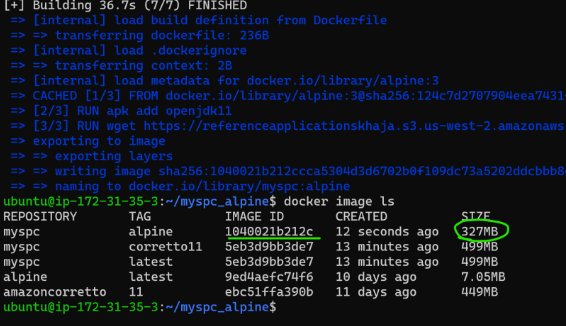 [+] Building 36.7s (7/7) FINISHED
=> [internal] load build definition from Dockerfile
=> => transferring dockerfile: 236B
=> [internal] load .dockerignore
=> => transferring context: 2B
=> [internal] load metadata for docker.io/library/alpine:3
=> CACHED [1/3] FROM docker.io/library/alpine:3@sha256:124c7d2707904eea7431
=> [2/3] RUN apk add openjdk11
=> [3/3] RUN wget https://referenceapplicationskhaja.s3.us-west-2.amazonaws
=> exporting to image
=> => exporting layers
=> => writing image sha256:1040021b212ccca5304d3d6702b0f109dc73a5202ddcbbb8
=> => naming to docker.io/library/myspc:alpine
ubuntu@ip-172-31-35-3:~/myspc_alpine$ docker image ls
REPOSITORY TAG IMAGE ID CREATED SIZE
myspc alpine 1040021b212c 12 seconds ago 327MB
myspc corretto11 5eb3d9bb3de7 13 minutes ago 499MB
myspc latest 5eb3d9bb3de7 13 minutes ago 499MB
alpine latest 9ed4aefc74f6 10 days ago 7.05MB
amazoncorretto 11 ebc51ffa390b 11 days ago 449MB
ubuntu@ip-172-31-35-3:~/myspc_alpine$